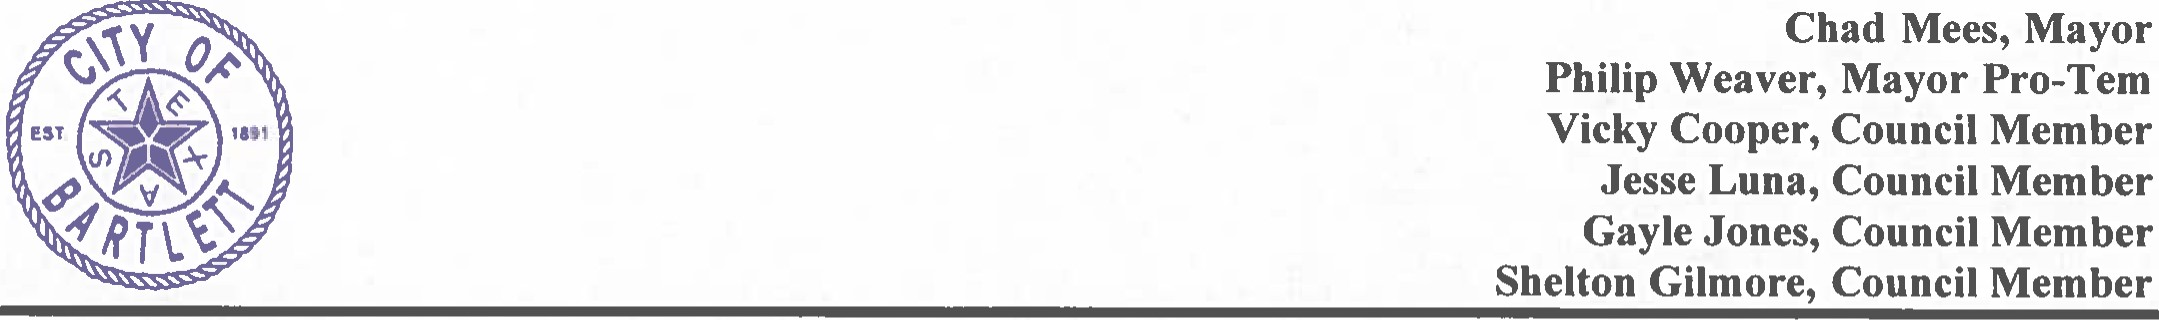 CITY OF
TEXAS
EST 1891
BARTLETT
Chad Mees, Mayor
Philip Weaver, Mayor Pro-Tem
Vicky Cooper, Council Member
Jesse Luna, Council Member
Gayle Jones, Council Member
Shelton Gilmore, Council Member